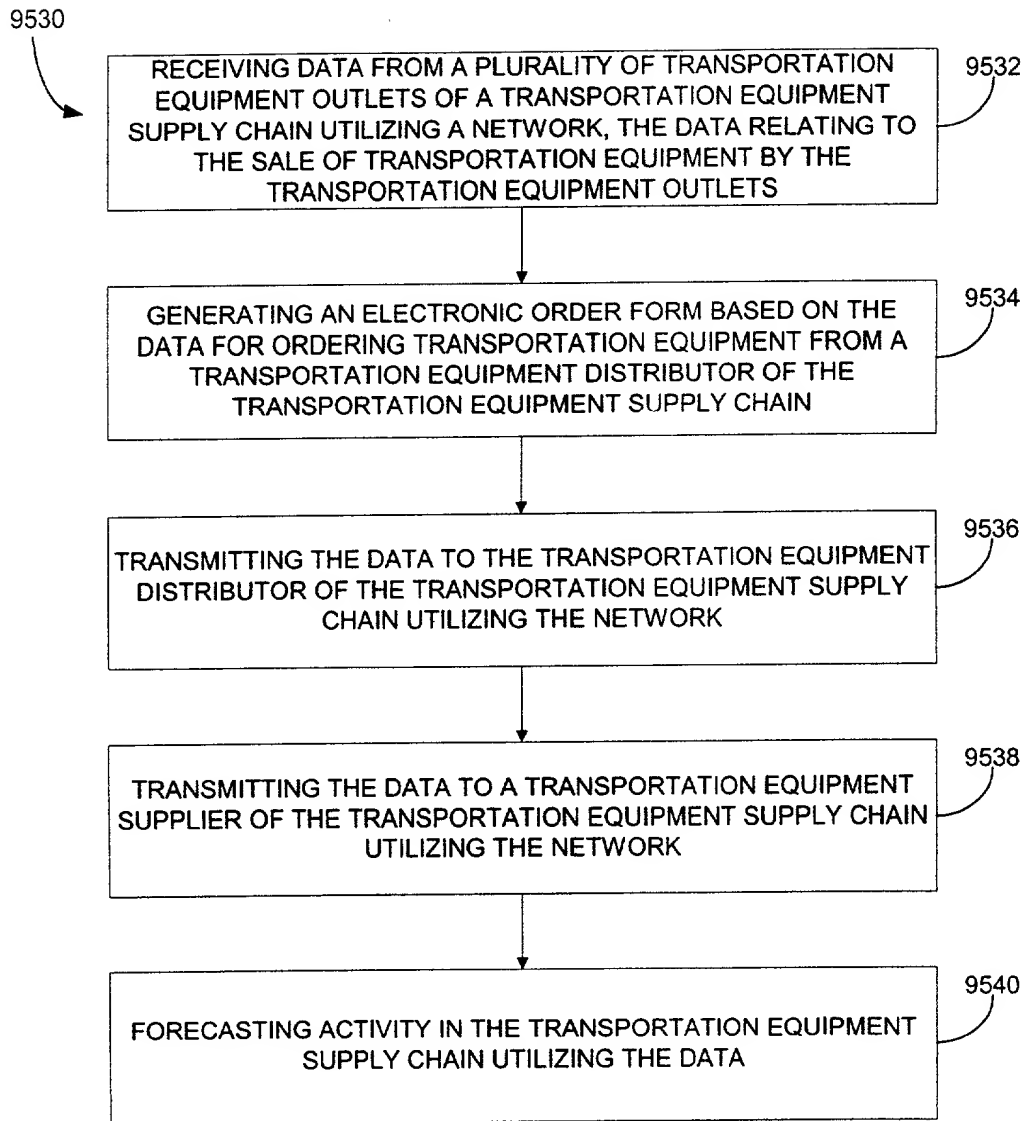 9530
RECEIVING DATA FROM A PLURALITY OF TRANSPORTATION
EQUIPMENT OUTLETS OF A TRANSPORTATION EQUIPMENT
SUPPLY CHAIN UTILIZING A NETWORK, THE DATA RELATING TO
THE SALE OF TRANSPORTATION EQUIPMENT BY THE
TRANSPORTATION EQUIPMENT OUTLETS
9532
GENERATING AN ELECTRONIC ORDER FORM BASED ON THE
DATA FOR ORDERING TRANSPORTATION EQUIPMENT FROM A
TRANSPORTATION EQUIPMENT DISTRIBUTOR OF THE
TRANSPORTATION EQUIPMENT SUPPLY CHAIN
9534
TRANSMITTING THE DATA TO THE TRANSPORTATION EQUIPMENT
DISTRIBUTOR OF THE TRANSPORTATION EQUIPMENT SUPPLY
CHAIN UTILIZING THE NETWORK
9536
TRANSMITTING THE DATA TO A TRANSPORTATION EQUIPMENT
SUPPLIER OF THE TRANSPORTATION EQUIPMENT SUPPLY CHAIN
UTILIZING THE NETWORK
9538
FORECASTING ACTIVITY IN THE TRANSPORTATION EQUIPMENT
SUPPLY CHAIN UTILIZING THE DATA
9540